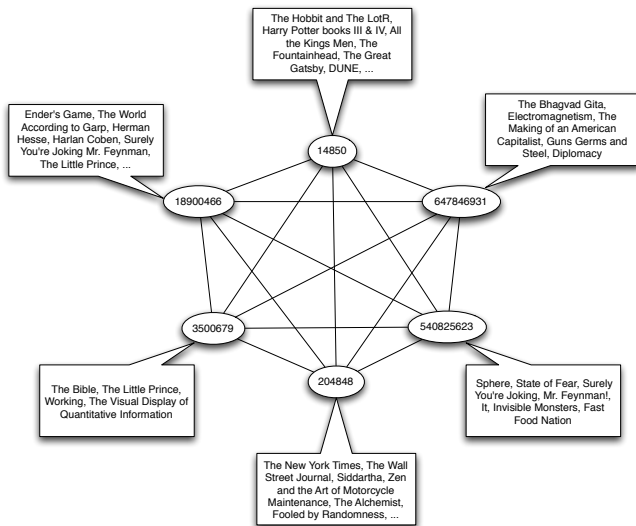 The Hobbit and The LotR,
Harry Potter books III & IV, All
the Kings Men, The
Fountainhead, The Great
Gatsby, DUNE, ...
Ender's Game, The World
According to Garp, Herman
Hesse, Harlan Coben, Surely
You're Joking Mr. Feynman,
The Little Prince, ...
The Bhagvad Gita,
Electromagnetism, The
Making of an American
Capitalist, Guns Germs and
Steel, Diplomacy
14850
18900466
647846931
3500679
540825623
204848
The Bible, The Little Prince,
Working, The Visual Display of
Quantitative Information
Sphere, State of Fear, Surely
You're Joking, Mr. Feynman!,
It, Invisible Monsters, Fast
Food Nation
The New York Times, The Wall
Street Journal, Siddartha, Zen
and the Art of Motorcycle
Maintenance, The Alchemist,
Fooled by Randomness, ...